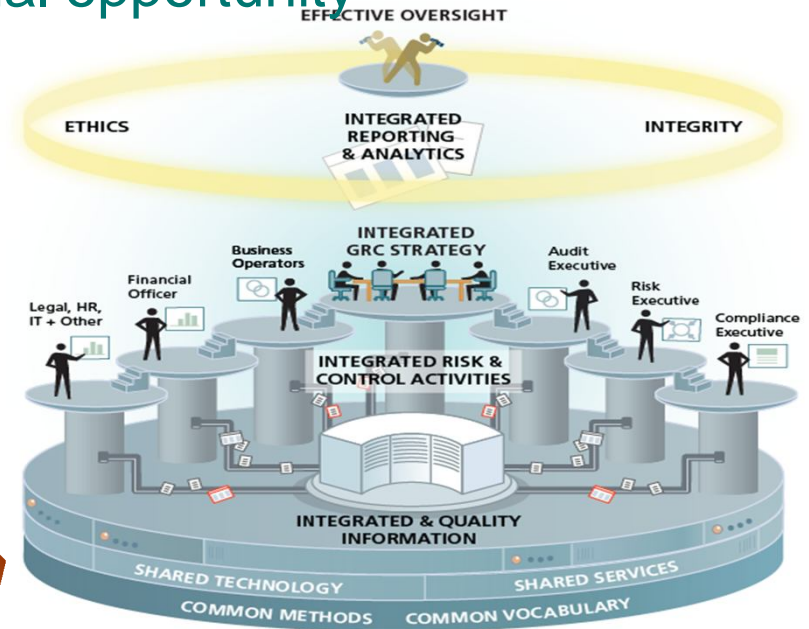 opportunity
EFFECTIVE OVERSIGHT
ETHICS
INTEGRATED
REPORTING
& ANALYTICS
INTEGRITY
INTEGRATED
GRC STRATEGY
Business
Operators
Audit
Executive
Financial
Officer
Risk
Executive
Legal, HR,
IT + Other
Compliance
Executive
INTEGRATED RISK &
CONTROL ACTIVITIES
INTEGRATED & QUALITY
INFORMATION
SHARED TECHNOLOGY
SHARED SERVICES
COMMON METHODS
COMMON VOCABULARY